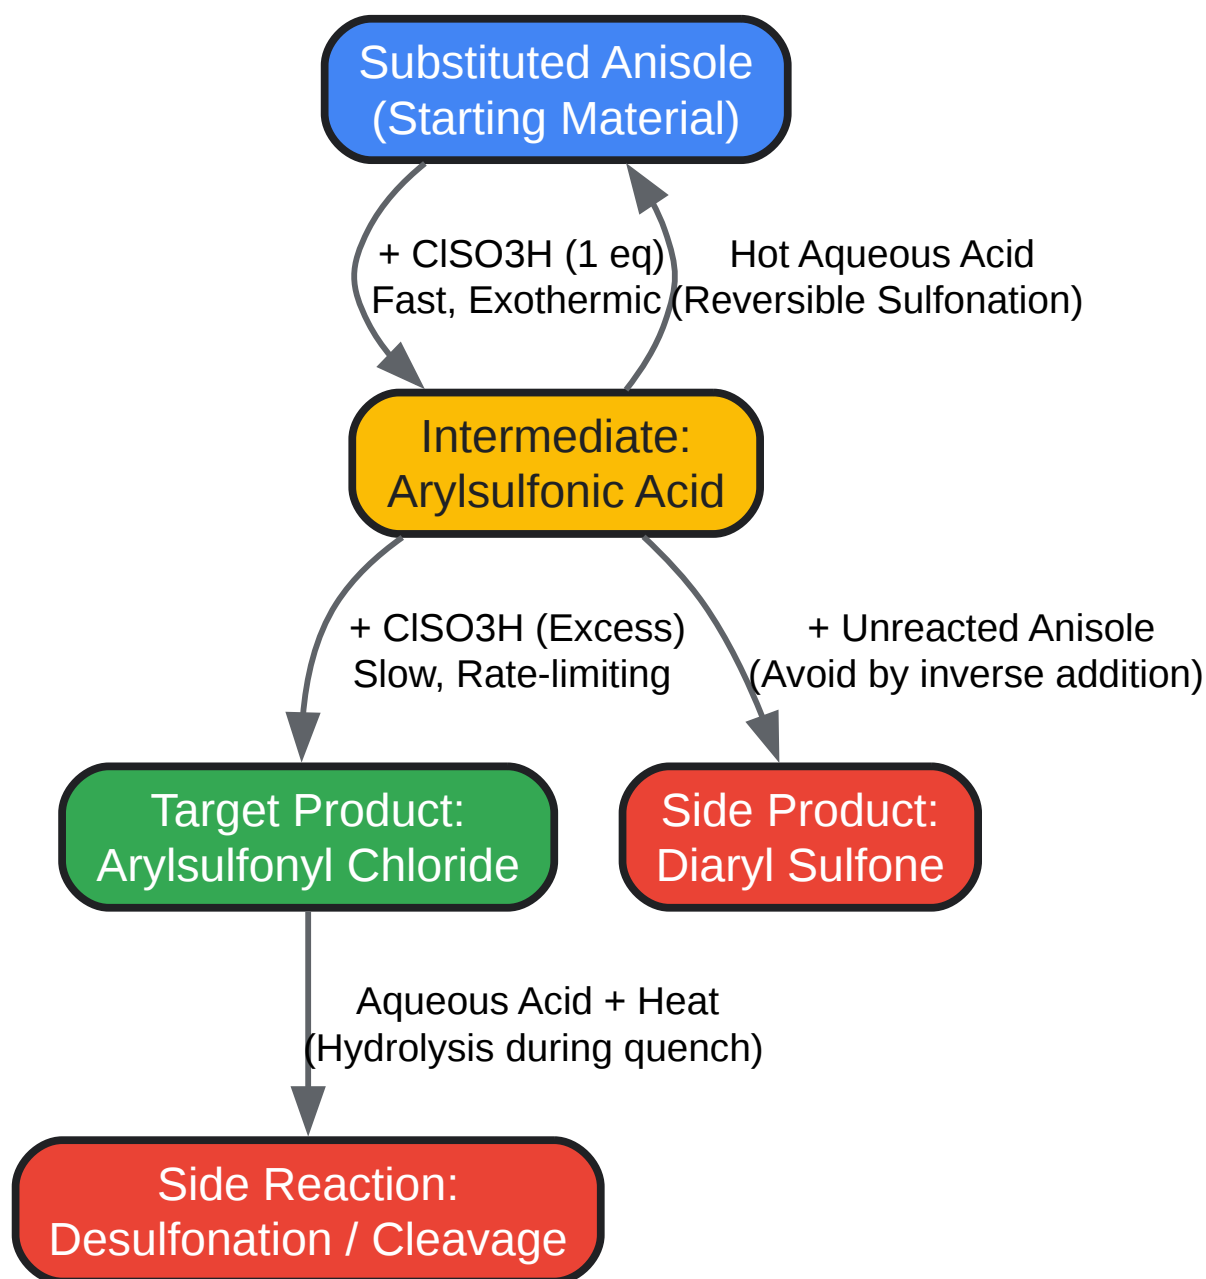 Substituted Anisole
(Starting Material)
+ ClSO3H (1 eq)
Fast, Exothermic
Hot Aqueous Acid
(Reversible Sulfonation)
Intermediate:
Arylsulfonic Acid
+ ClSO3H (Excess)
Slow, Rate-limiting
+ Unreacted Anisole
(Avoid by inverse addition)
Target Product:
Arylsulfonyl Chloride
Side Product:
Diaryl Sulfone
Aqueous Acid + Heat
(Hydrolysis during quench)
Side Reaction:
Desulfonation / Cleavage